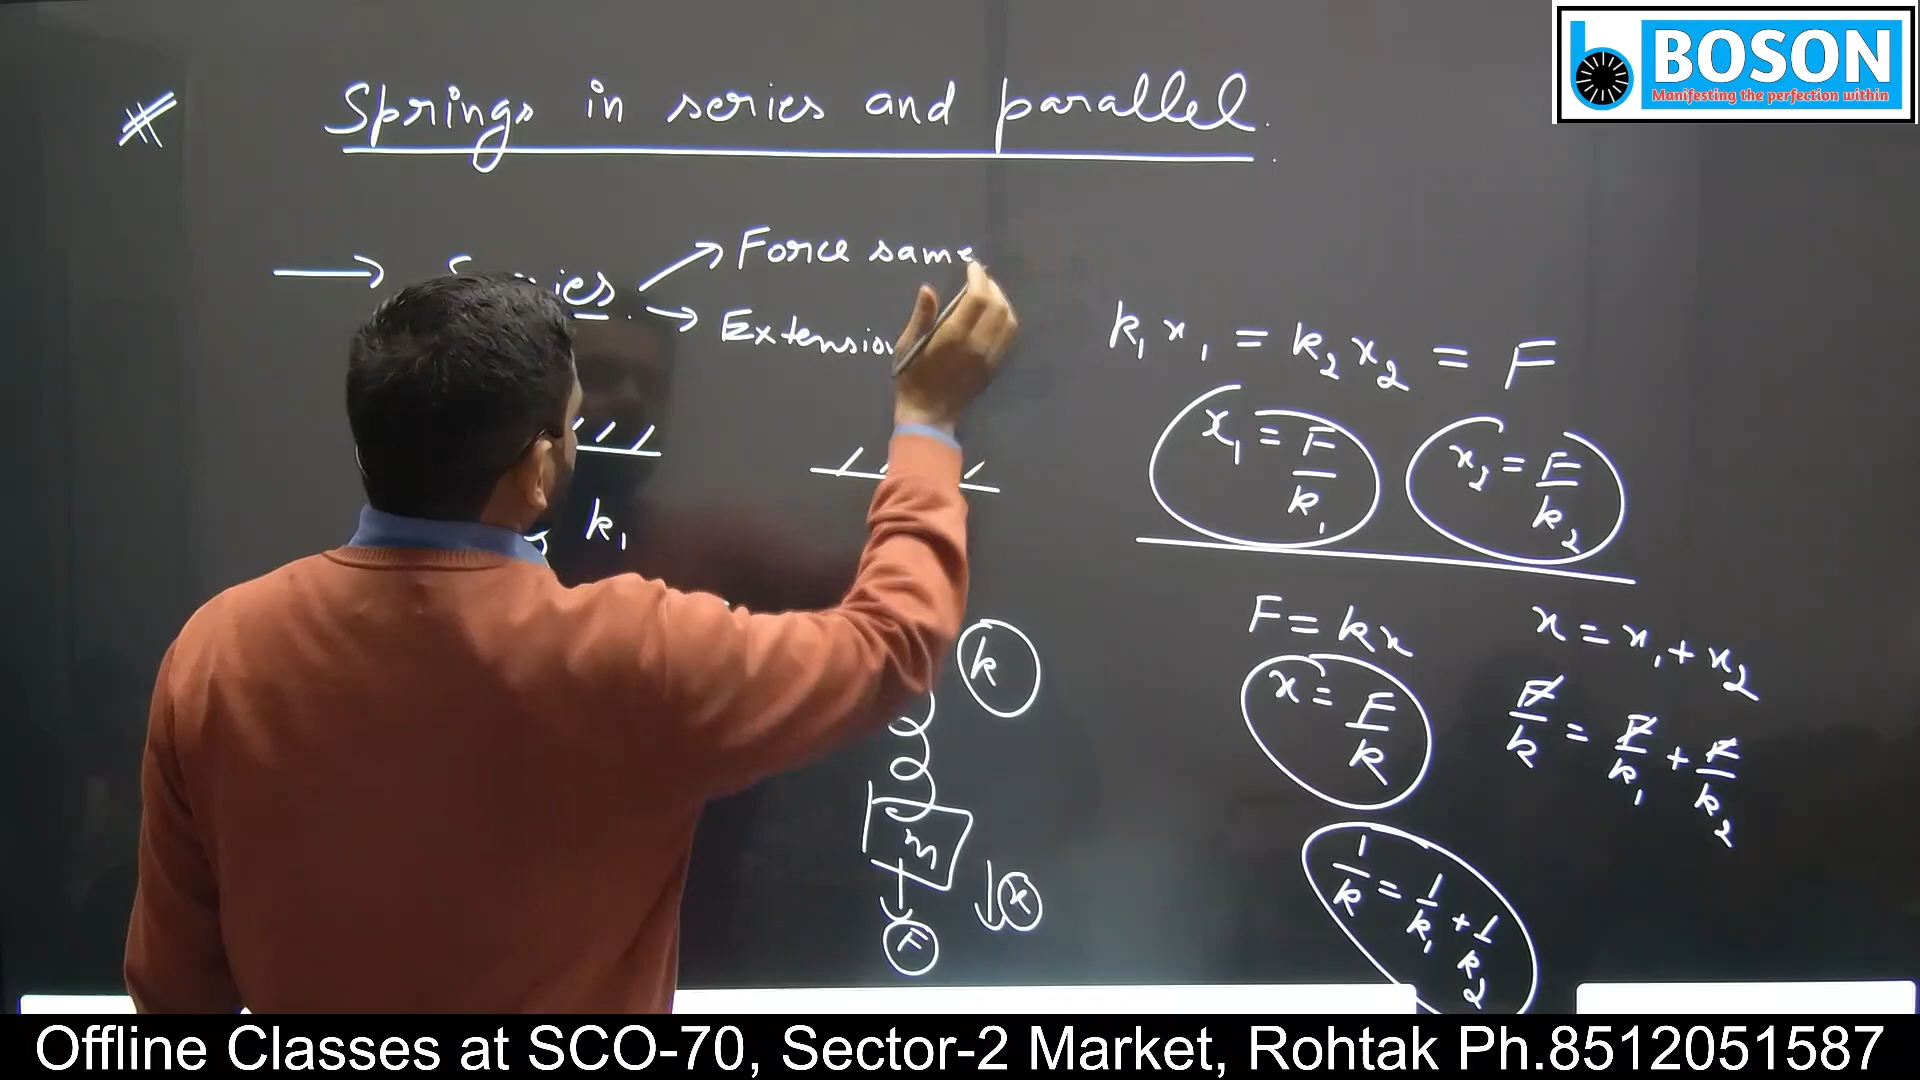 BOSON
Manifesting the perfection within
Springs in series and parallel.
Force same
Extension
k₁x₁ = k₂x₂ = F
x₁ = F/k₁
x₂ = F/k₂
k₁
F = kx
x = x₁ + x₂
k
x = F/k
F/k = F/k₁ + F/k₂
m
x
F
1/k = 1/k₁ + 1/k₂
Offline Classes at SCO-70, Sector-2 Market, Rohtak Ph.8512051587